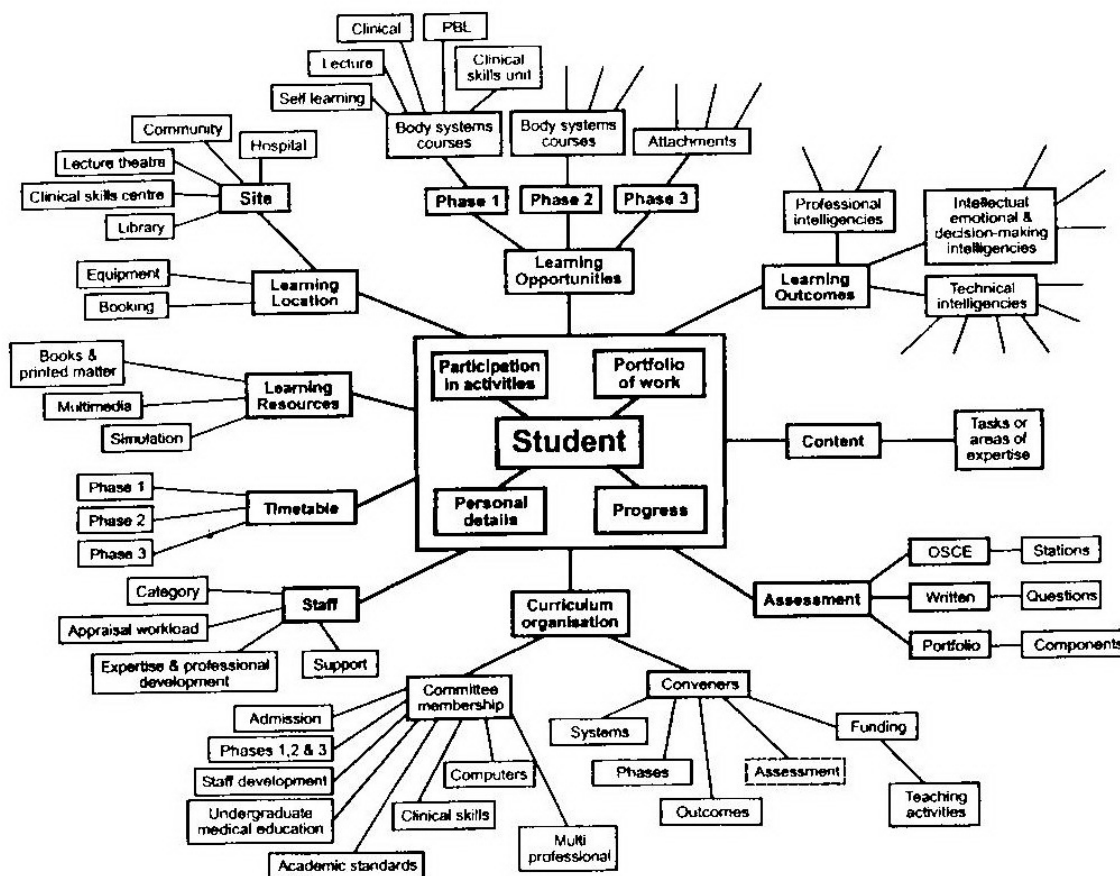 Clinical
PBL
Lecture
Clinical
skills unit
Self learning
Body systems
courses
Body systems
courses
Attachments
Phase 1
Phase 2
Phase 3
Learning
Opportunities
Community
Hospital
Lecture theatre
Clinical skills centre
Site
Library
Equipment
Booking
Learning
Location
Professional
intelligencies
Intellectual
emotional &
decision-making
intelligencies
Learning
Outcomes
Technical
intelligencies
Books &
printed matter
Multimedia
Simulation
Learning
Resources
Participation
in activities
Portfolio
of work
Student
Personal
details
Progress
Content
Tasks or
areas of
expertise
Phase 1
Phase 2
Phase 3
Timetable
Category
Staff
Appraisal workload
Expertise & professional
development
Support
Curriculum
organisation
Assessment
OSCE
Stations
Written
Questions
Portfolio
Components
Committee
membership
Admission
Phases 1,2 & 3
Staff development
Undergraduate
medical education
Academic standards
Clinical skills
Computers
Multi
professional
Conveners
Systems
Phases
Outcomes
Assessment
Funding
Teaching
activities